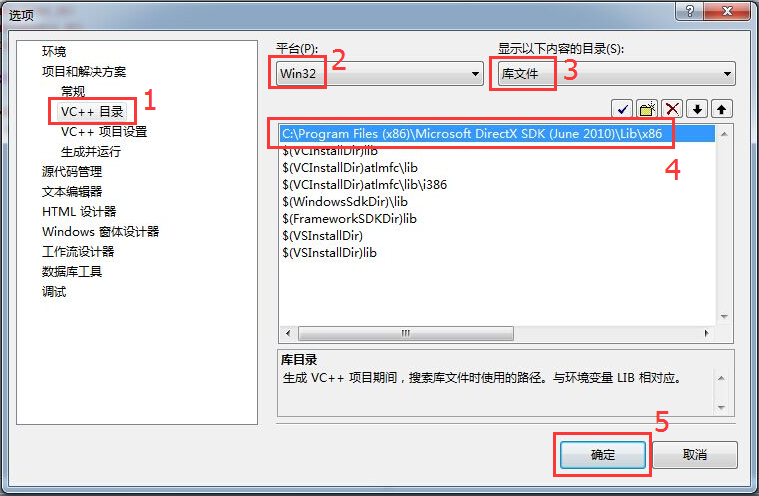 选项
环境
项目和解决方案
常规
VC++ 目录
1
VC++ 项目设置
生成并运行
源代码管理
文本编辑器
HTML 设计器
Windows 窗体设计器
工作流设计器
数据库工具
调试
平台(P):
Win32
2
显示以下内容的目录(S):
库文件
3
C:\Program Files (x86)\Microsoft DirectX SDK (June 2010)\Lib\x86
4
$(VCInstallDir)lib
$(VCInstallDir)atlmfc\lib
$(VCInstallDir)atlmfc\lib\i386
$(WindowsSdkDir)\lib
$(FrameworkSDKDir)lib
$(VSInstallDir)
$(VSInstallDir)lib
库目录
生成 VC++ 项目期间，搜索库文件时使用的路径。与环境变量 LIB 相对应。
5
确定
取消